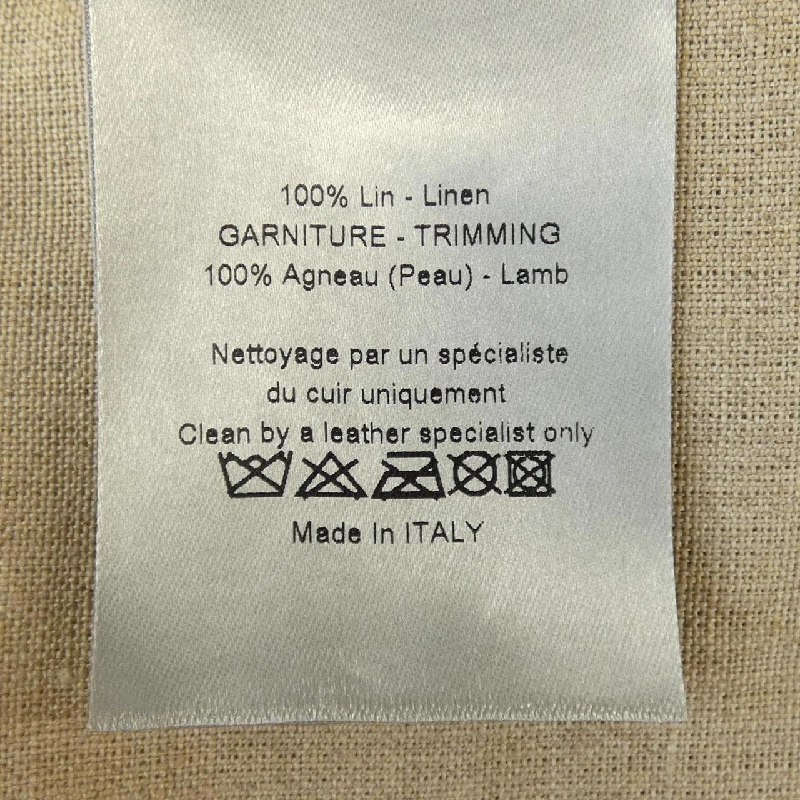 100% Lin - Linen
GARNITURE - TRIMMING
100% Agneau (Peau) - Lamb
Nettoyage par un spécialiste
du cuir uniquement
Clean by a leather specialist only
Made In ITALY